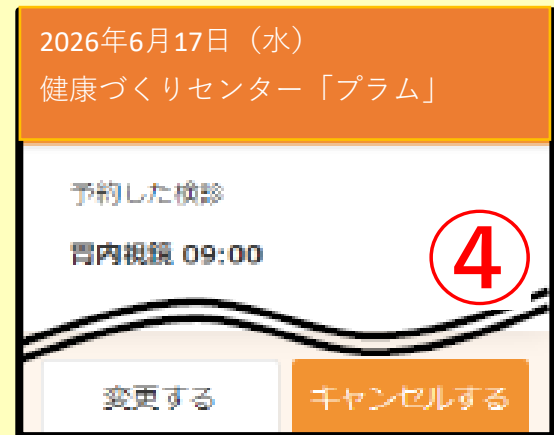 2026年6月17日（水）
健康づくりセンター「プラム」
予約した検診
胃内視鏡 09:00
④
変更する
キャンセルする